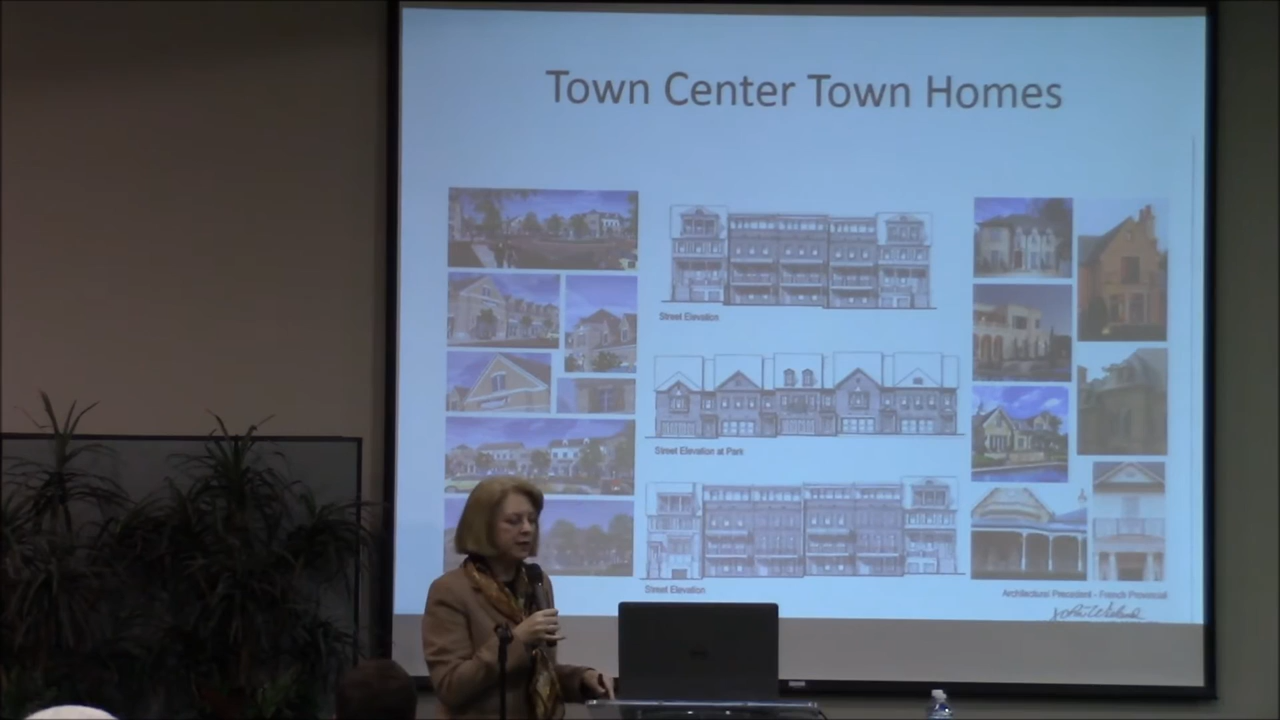 Town Center Town Homes
Street Elevation
Street Elevation at Park
Street Elevation
Architectural Precedent - French Provincial